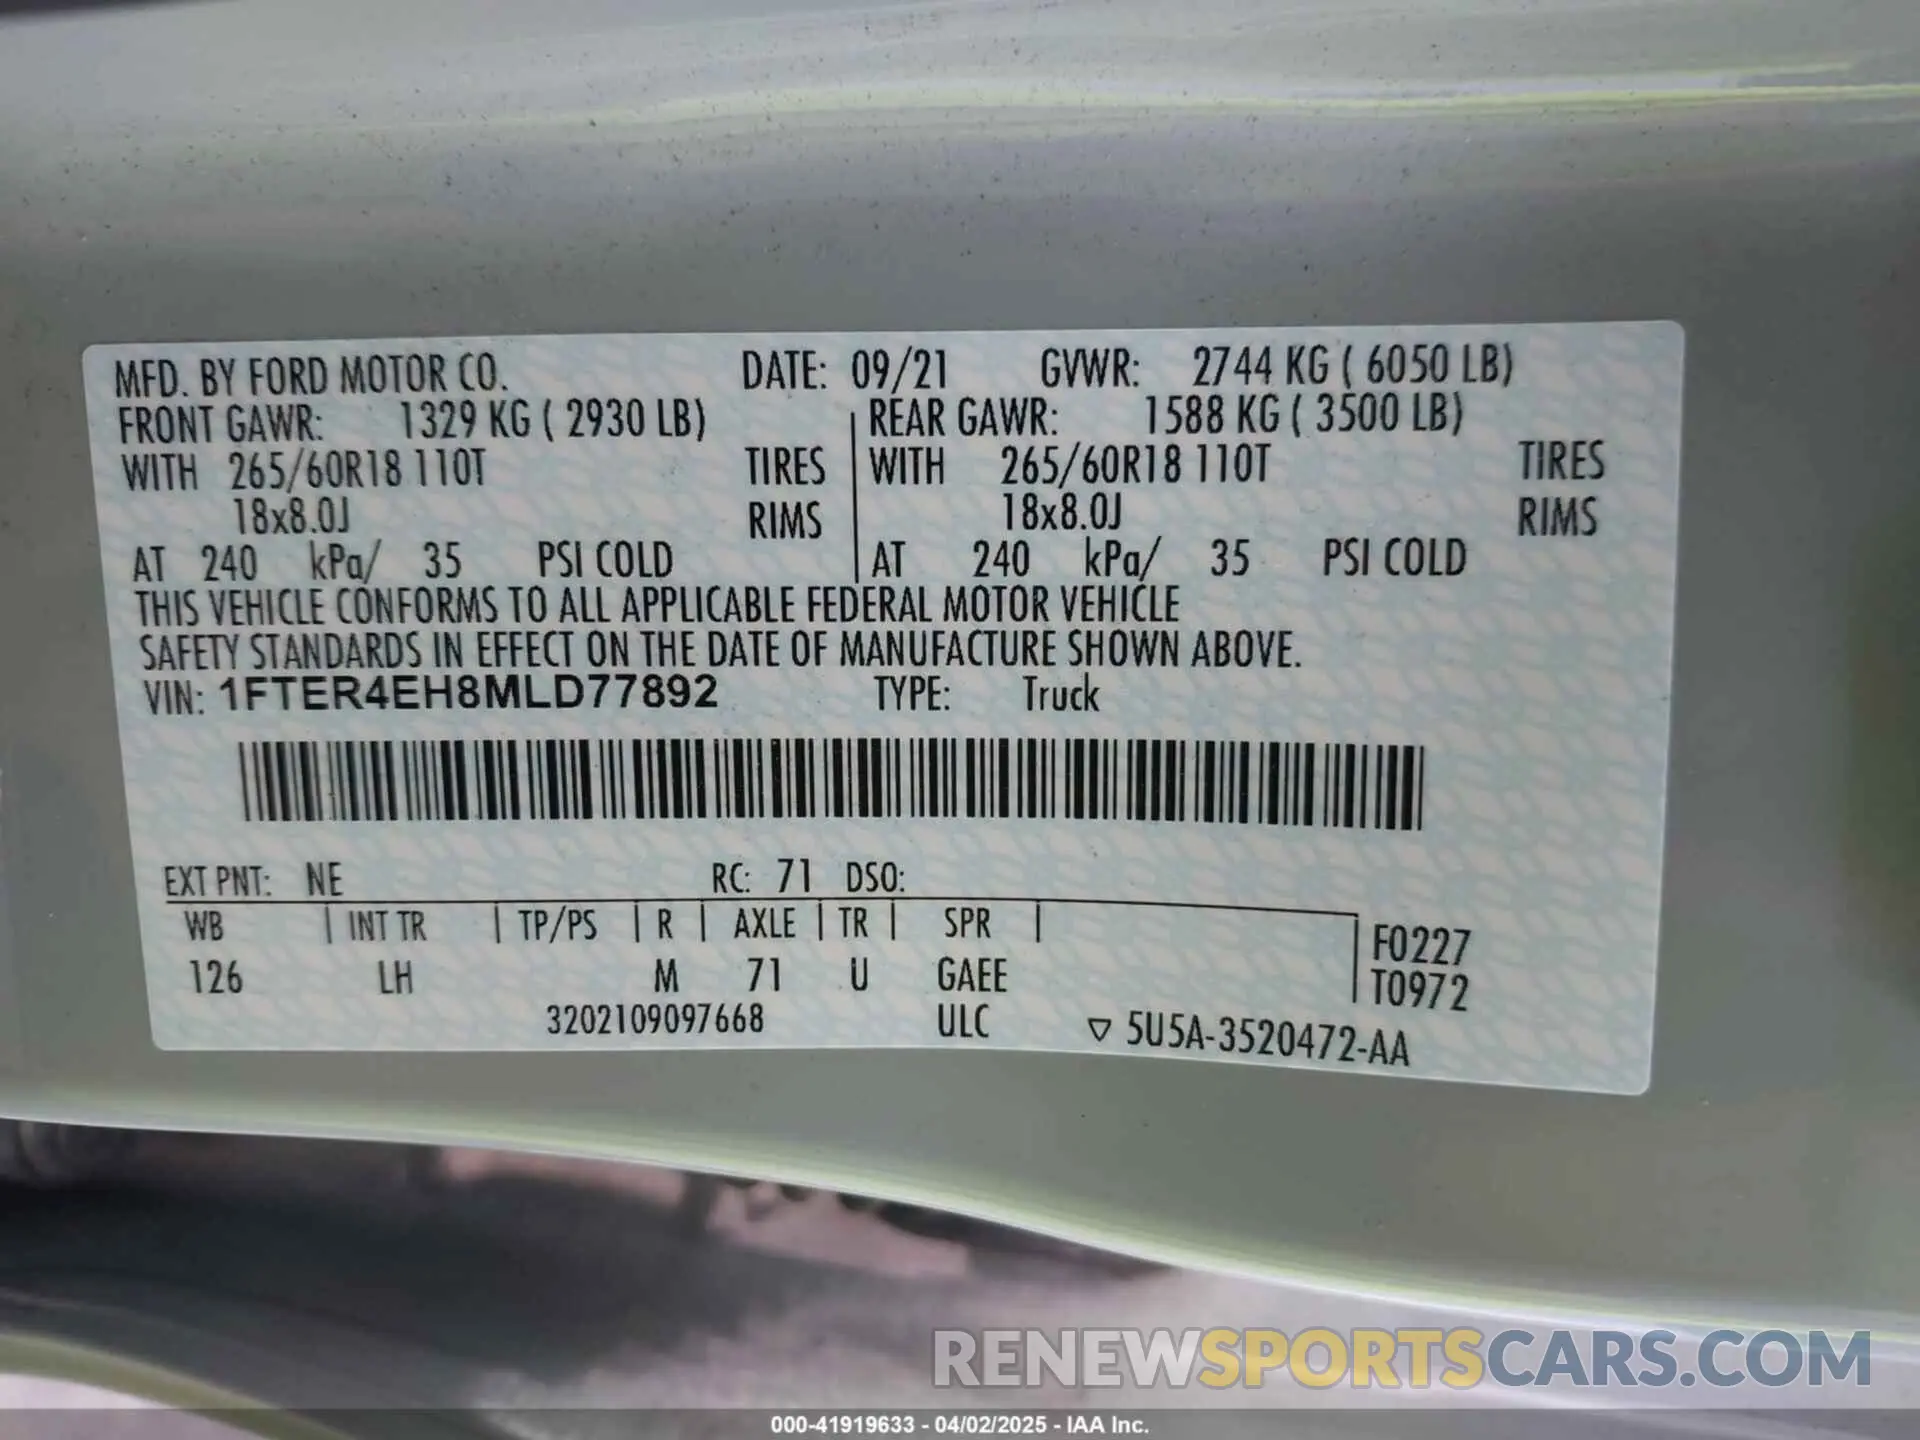 MFD. BY FORD MOTOR CO. DATE: 09/21 GVWR: 2744 KG ( 6050 LB)
FRONT GAWR: 1329 KG ( 2930 LB) REAR GAWR: 1588 KG ( 3500 LB)
WITH 265/60R18 110T TIRES WITH 265/60R18 110T TIRES
18x8.0J RIMS 18x8.0J RIMS
AT 240 kPa/ 35 PSI COLD AT 240 kPa/ 35 PSI COLD
THIS VEHICLE CONFORMS TO ALL APPLICABLE FEDERAL MOTOR VEHICLE
SAFETY STANDARDS IN EFFECT ON THE DATE OF MANUFACTURE SHOWN ABOVE.
VIN: 1FTER4EH8MLD77892 TYPE: Truck
EXT PNT: NE RC: 71 DSO:
WB INT TR TP/PS R AXLE TR SPR F0227
126 LH M 71 U GAEE T0972
3202109097668 ULC ▽ 5U5A-3520472-AA
RENEWSPORTSCARS.COM
000-41919633 - 04/02/2025 - IAA Inc.